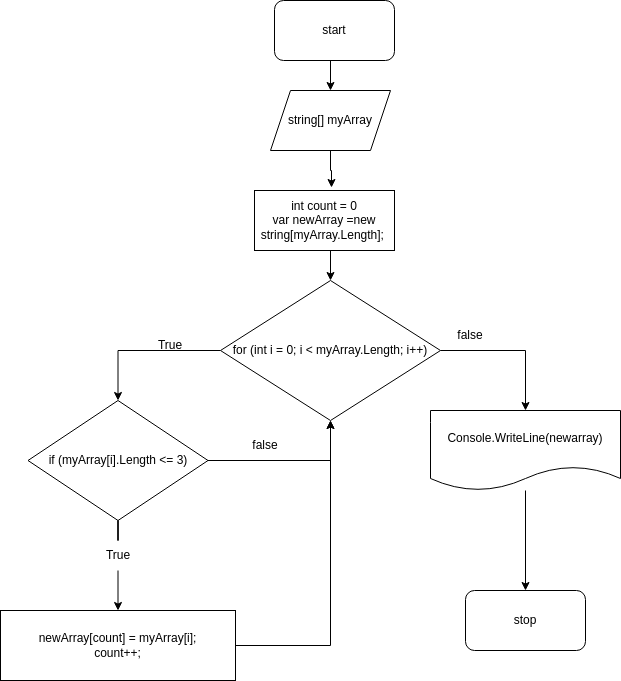 start
string[] myArray
int count = 0
var newArray =new
string[myArray.Length];
for (int i = 0; i < myArray.Length; i++)
True
false
if (myArray[i].Length <= 3)
false
True
newArray[count] = myArray[i];
count++;
Console.WriteLine(newarray)
stop